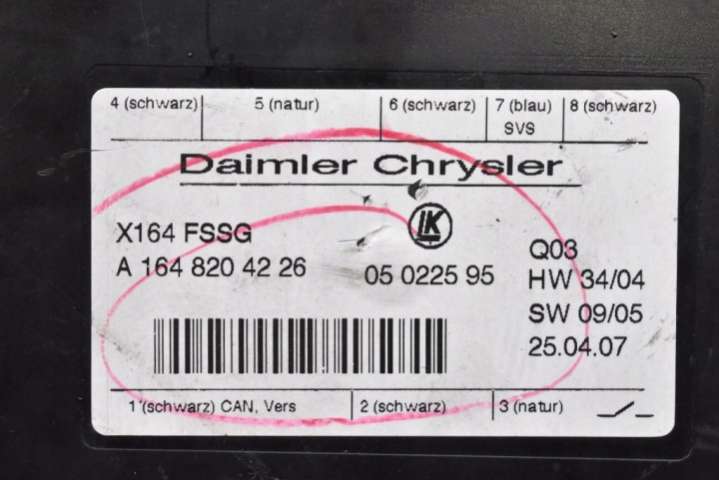 4 (schwarz) 5 (natur) 6 (schwarz) 7 (blau) 8 (schwarz)
SVS
Daimler Chrysler
LK
X164 FSSG
A 164 820 42 26 05 0225 95
Q03
HW 34/04
SW 09/05
25.04.07
1 (schwarz) CAN, Vers 2 (schwarz) 3 (natur)